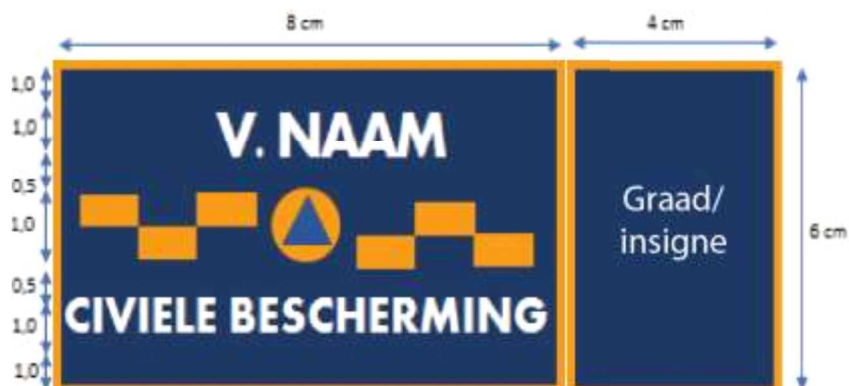 8 cm
4 cm
1,0
1,0
V. NAAM
0,5
1,0
Graad/
insigne
6 cm
0,5
CIVIELE BESCHERMING
1,0
1,0